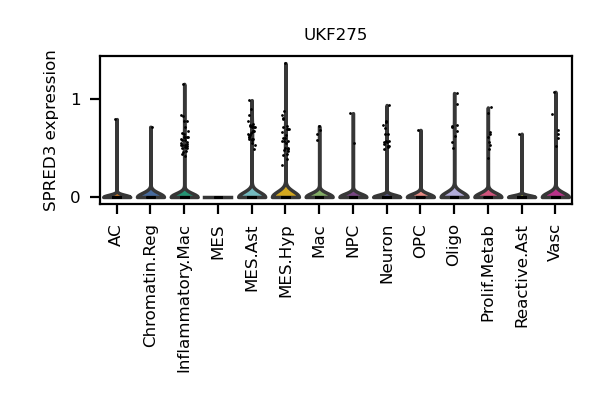 UKF275
SPRED3 expression
1
0
AC
Chromatin.Reg
Inflammatory.Mac
MES
MES.Ast
MES.Hyp
Mac
NPC
Neuron
OPC
Oligo
Prolif.Metab
Reactive.Ast
Vasc